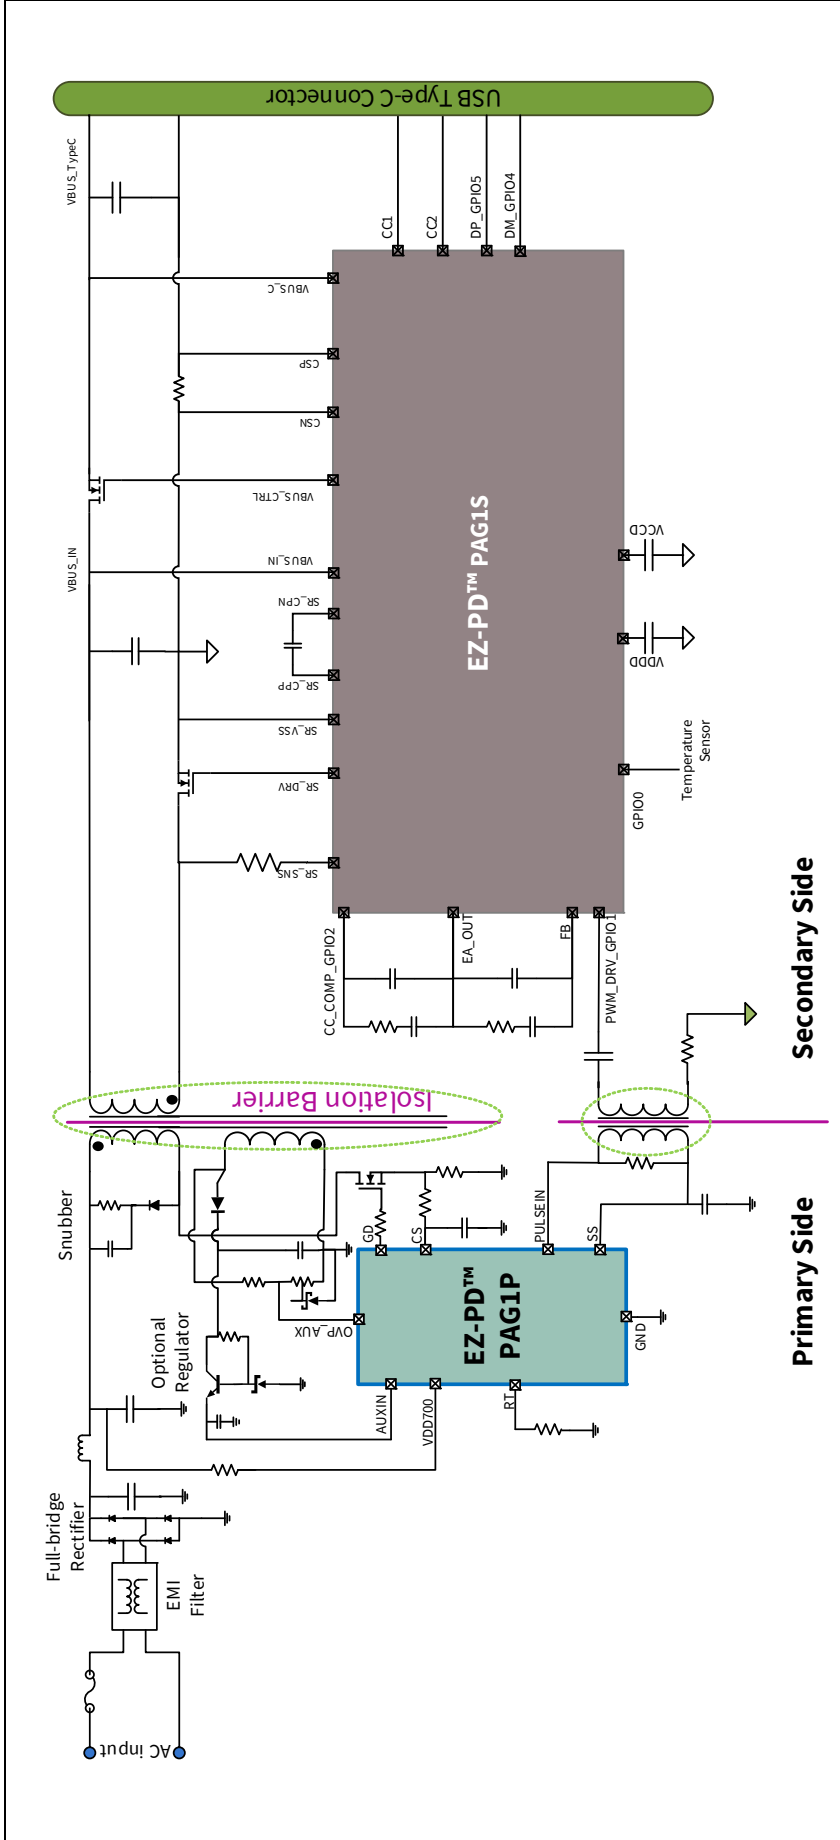 USB Type-C Connector
VBUS_TypeC
CC1
CC2
DP_GPIO5
DM_GPIO4
VBUS_C
CSP
CSN
VBUS_CTRL
VBUS_IN
VBUS_IN
SR_CPN
SR_CPP
SR_VSS
SR_DRV
SR_SNS
EZ-PD™ PAG1S
VCCD
VDDD
Temperature
Sensor
GPIO0
CC_COMP_GPIO2
EA_OUT
FB
PWM_DRV_GPIO1
Secondary Side
Isolation Barrier
Primary Side
Snubber
GD
CS
PULSEIN
SS
EZ-PD™
PAG1P
OVP_AUX
GND
Optional
Regulator
AUXIN
VDD700
RT
Full-bridge
Rectifier
EMI
Filter
AC input